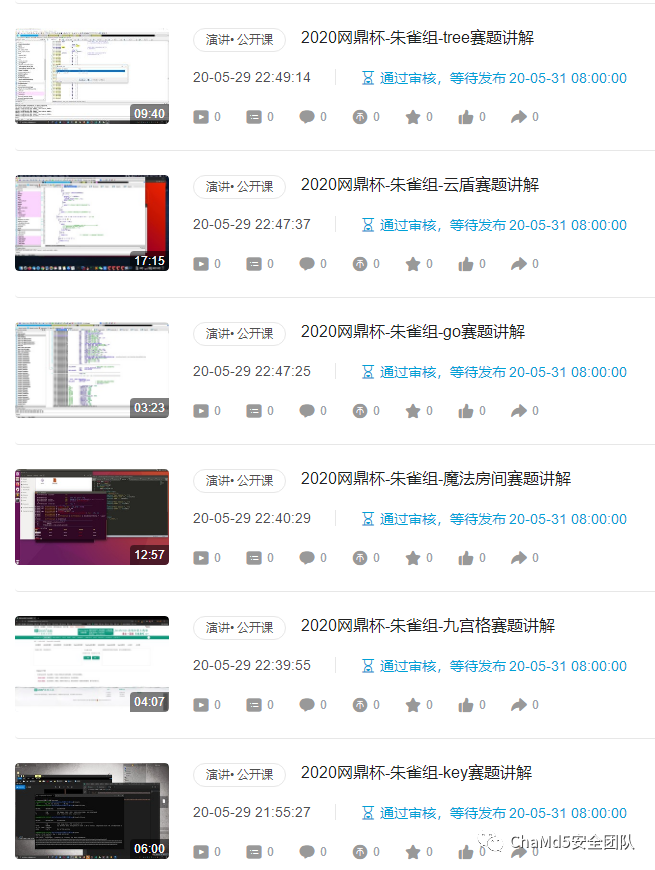 演讲• 公开课 2020网鼎杯-朱雀组-tree赛题讲解
20-05-29 22:49:14 通过审核，等待发布 20-05-31 08:00:00
09:40
0 0 0 0 0 0 0
演讲• 公开课 2020网鼎杯-朱雀组-云盾赛题讲解
20-05-29 22:47:37 通过审核，等待发布 20-05-31 08:00:00
17:15
0 0 0 0 0 0 0
演讲• 公开课 2020网鼎杯-朱雀组-go赛题讲解
20-05-29 22:47:25 通过审核，等待发布 20-05-31 08:00:00
03:23
0 0 0 0 0 0 0
演讲• 公开课 2020网鼎杯-朱雀组-魔法房间赛题讲解
20-05-29 22:40:29 通过审核，等待发布 20-05-31 08:00:00
12:57
0 0 0 0 0 0 0
演讲• 公开课 2020网鼎杯-朱雀组-九宫格赛题讲解
20-05-29 22:39:55 通过审核，等待发布 20-05-31 08:00:00
04:07
0 0 0 0 0 0 0
演讲• 公开课 2020网鼎杯-朱雀组-key赛题讲解
20-05-29 21:55:27 通过审核，等待发布 20-05-31 08:00:00
ChaMd5安全团队
06:00
0 0 0 0 0 0 0